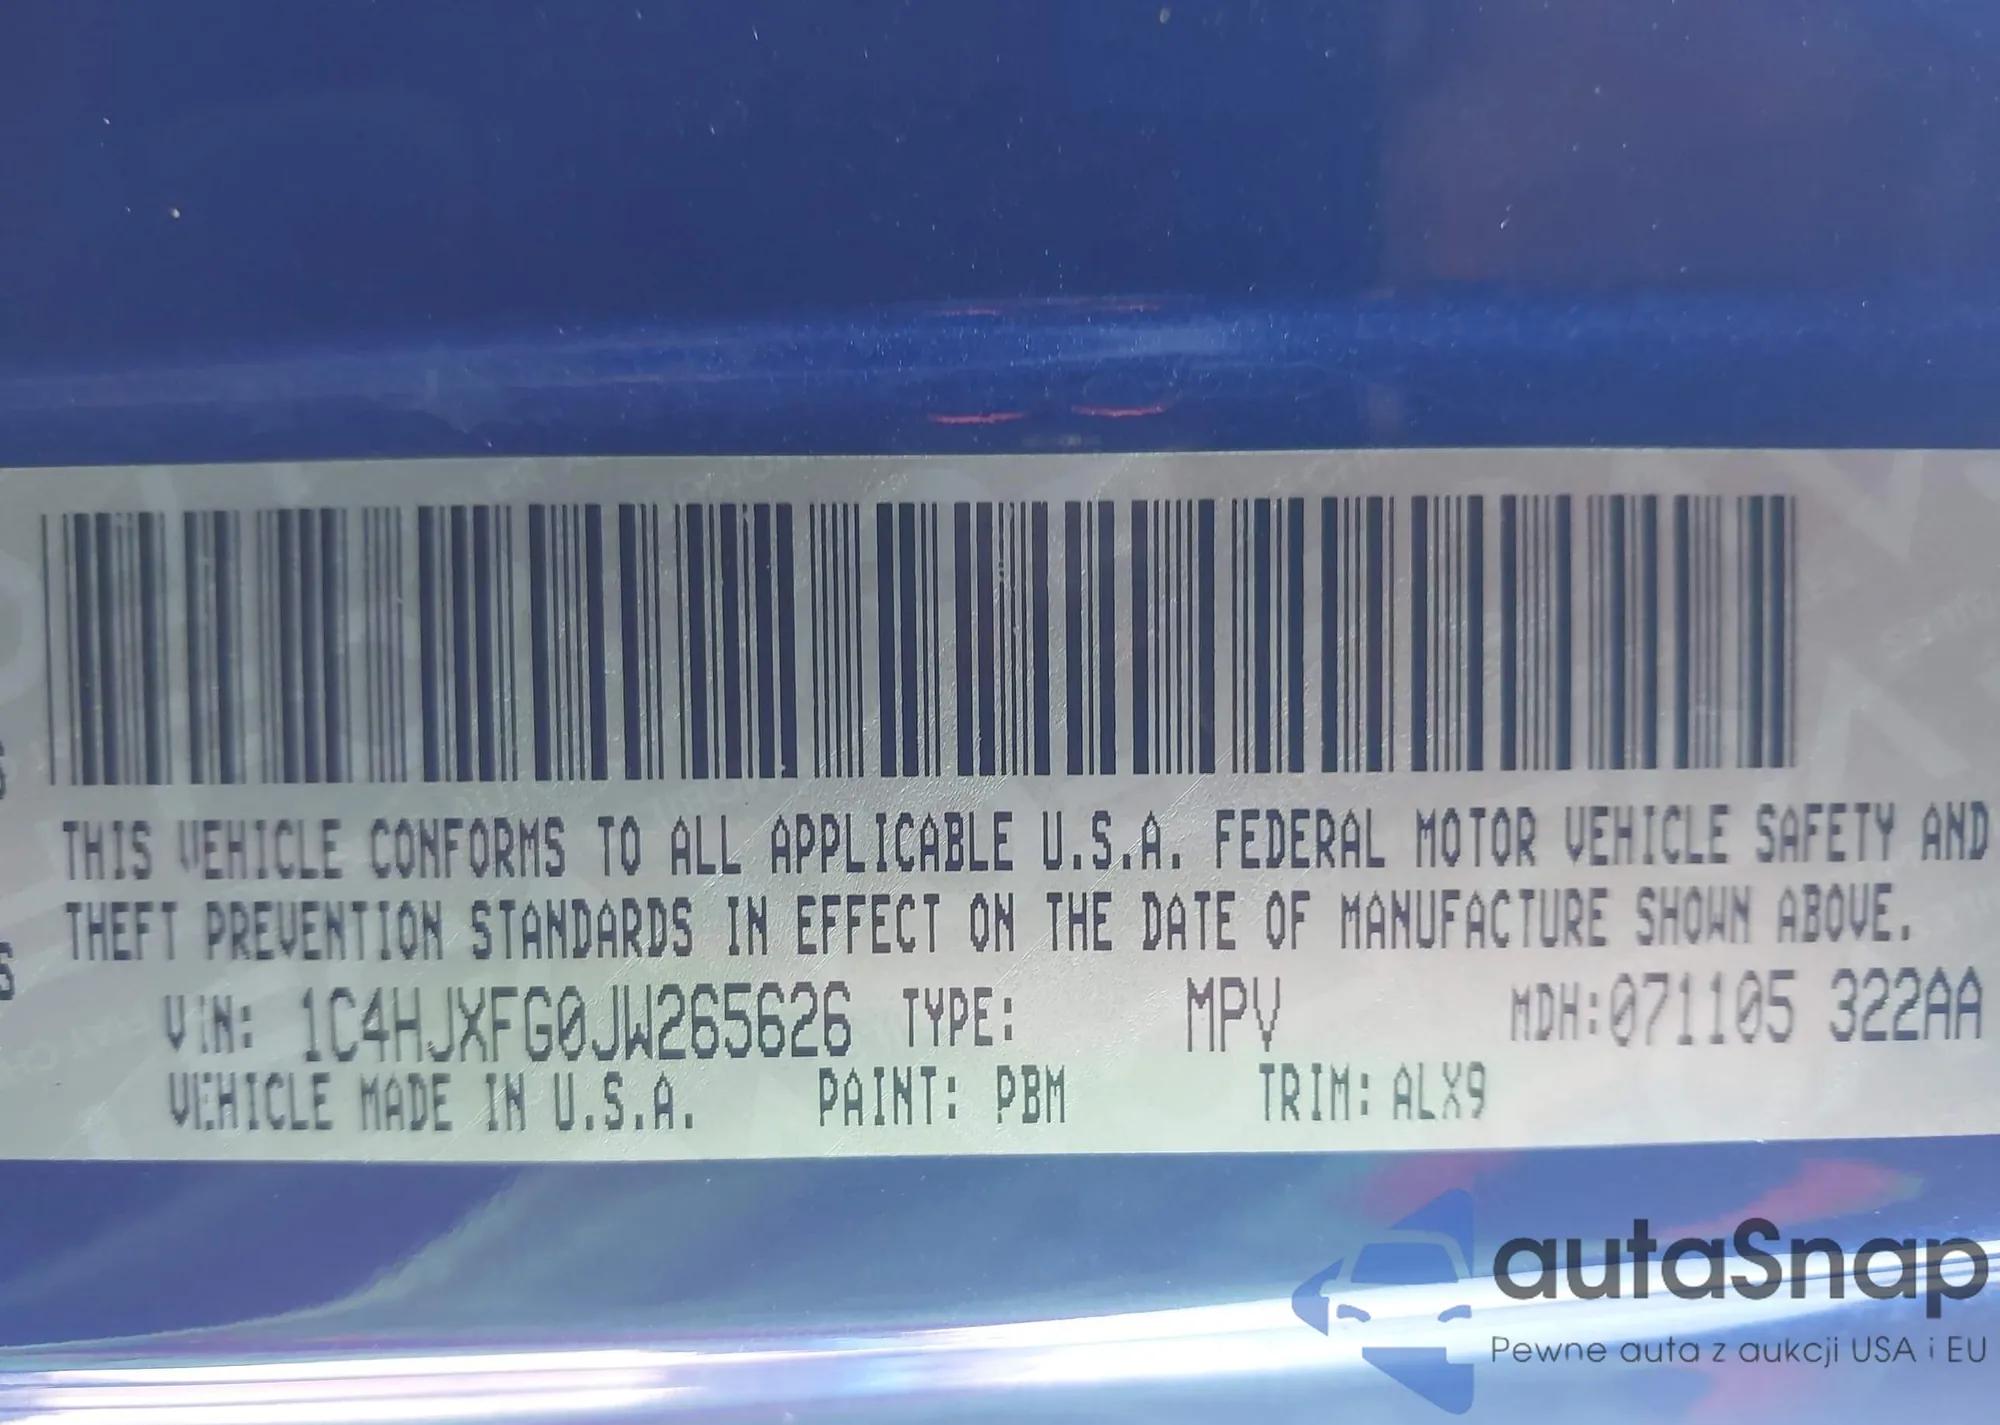 THIS VEHICLE CONFORMS TO ALL APPLICABLE U.S.A. FEDERAL MOTOR VEHICLE SAFETY AND
THEFT PREVENTION STANDARDS IN EFFECT ON THE DATE OF MANUFACTURE SHOWN ABOVE.
VIN: 1C4HJXFG0JW265626 TYPE: MPV MDH:071105 322AA
VEHICLE MADE IN U.S.A. PAINT: PBM TRIM: ALX9
autaSnap
Pewne auta z aukcji USA i EU